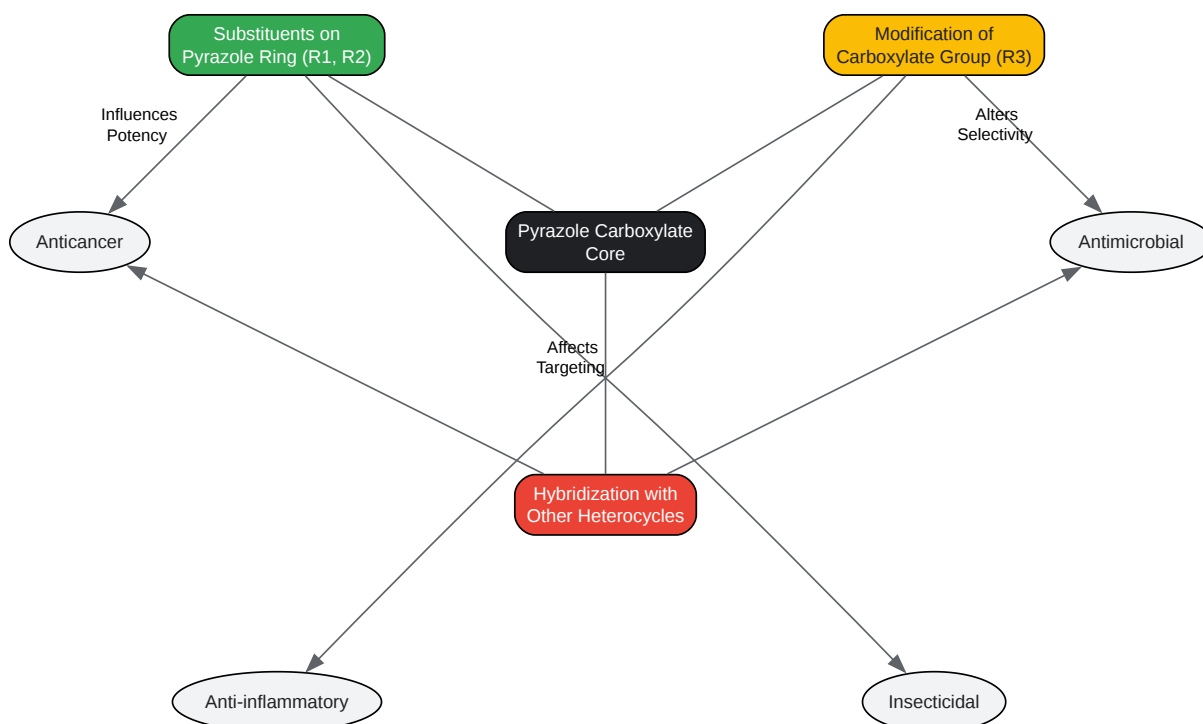 Substituents on
Pyrazole Ring (R1, R2)
Modification of
Carboxylate Group (R3)
Influences
Potency
Alters
Selectivity
Anticancer
Pyrazole Carboxylate
Core
Antimicrobial
Affects
Targeting
Hybridization with
Other Heterocycles
Anti-inflammatory
Insecticidal